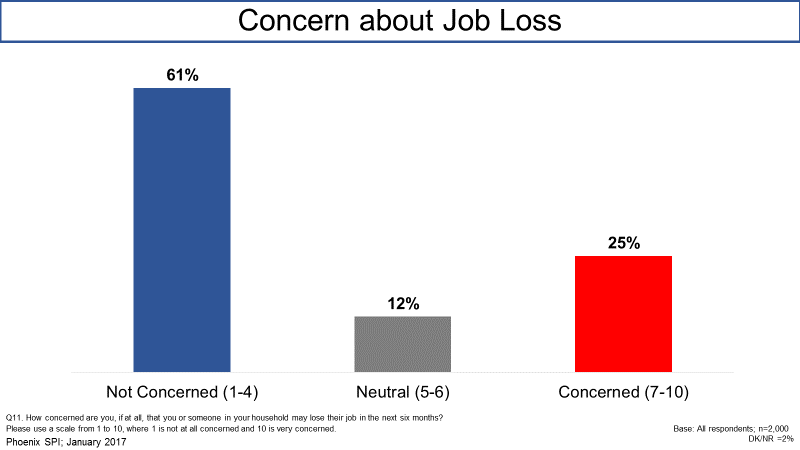 Concern about Job Loss
61%
12%
25%
Not Concerned (1-4)
Neutral (5-6)
Concerned (7-10)
Q11. How concerned are you, if at all, that you or someone in your household may lose their job in the next six months?
Please use a scale from 1 to 10, where 1 is not at all concerned and 10 is very concerned.
Phoenix SPI; January 2017
Base: All respondents; n=2,000
DK/NR =2%